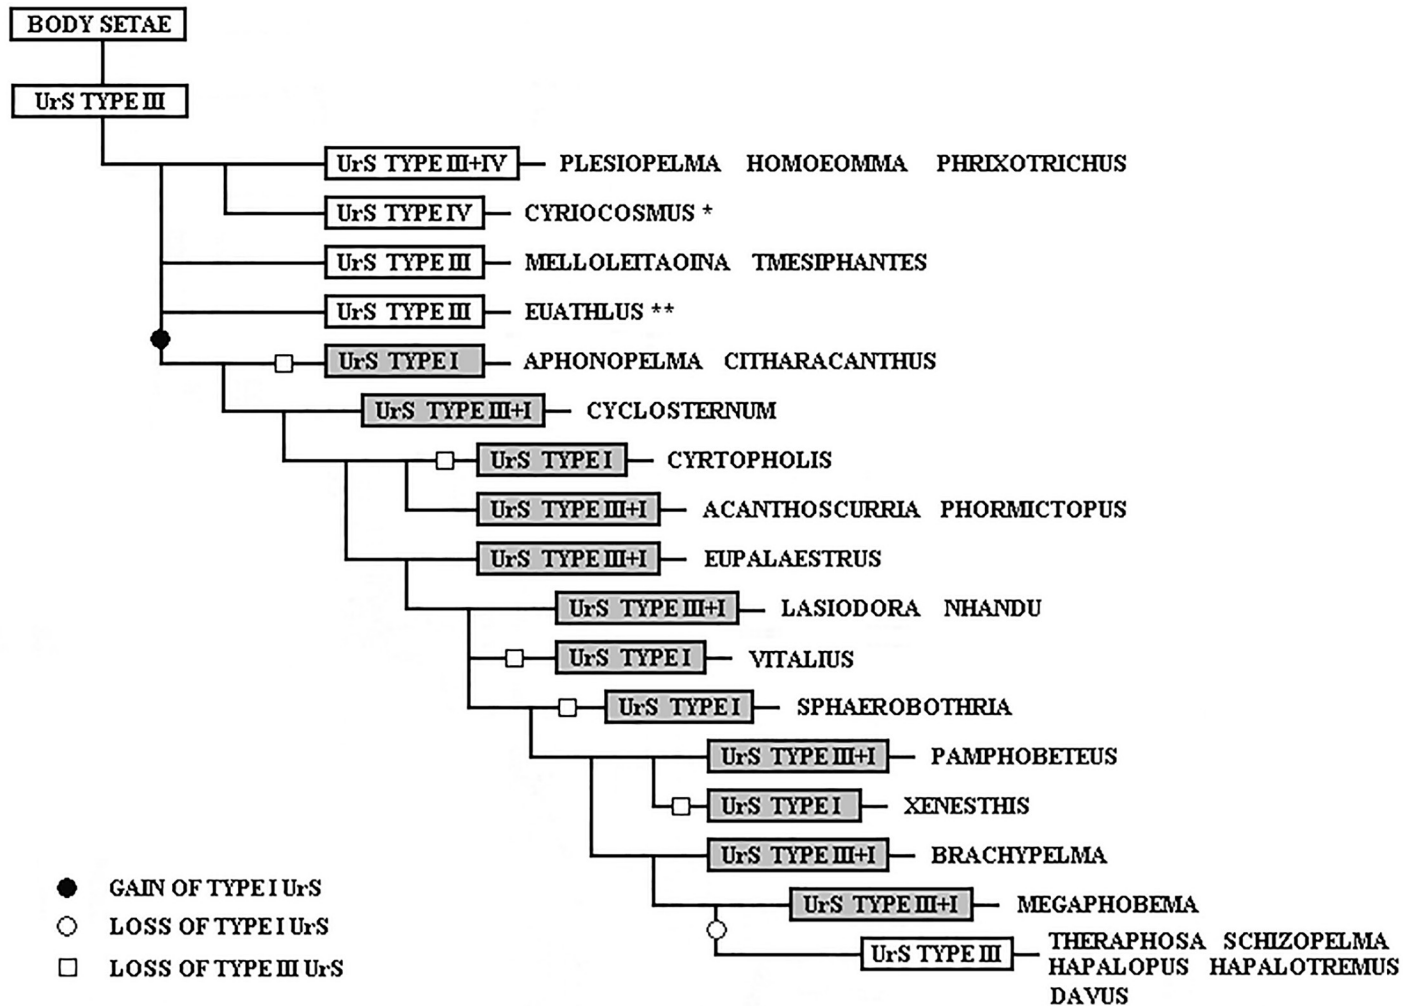 BODY SETAE
UrS TYPE III
UrS TYPE III+IV PLESIOPELMA HOMOEOMMA PHRIXOTRICHUS
UrS TYPE IV CYRIOCOSMUS *
UrS TYPE III MELLOLEITAOINA TMESIPHANTES
UrS TYPE III EUATHLUS **
UrS TYPE I APHONOPELMA CITHARACANTHUS
UrS TYPE III+I CYCLOSTERNUM
UrS TYPE I CYRTOPHOLIS
UrS TYPE III+I ACANTHOSCURRIA PHORMICTOPUS
UrS TYPE III+I EUPALAESTRUS
UrS TYPE III+I LASIODORA NHANDU
UrS TYPE I VITALIUS
UrS TYPE I SPHAEROBOTHRIA
UrS TYPE III+I PAMPHOBETEUS
UrS TYPE I XENESTHIS
UrS TYPE III+I BRACHYPELMA
UrS TYPE III+I MEGAPHOBEMA
UrS TYPE III THERAPHOSA SCHIZOPELMA
HAPALOPUS HAPALOTREMUS
DAVUS
GAIN OF TYPE I UrS
LOSS OF TYPE I UrS
LOSS OF TYPE III UrS